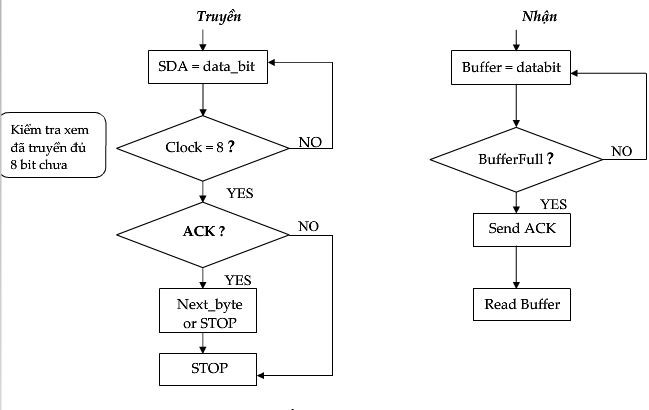 Truyền
SDA = data_bit
Kiểm tra xem
đã truyền đủ
8 bit chưa
Clock = 8 ?
NO
YES
ACK ?
NO
YES
Next_byte
or STOP
STOP
Nhận
Buffer = databit
BufferFull ?
NO
YES
Send ACK
Read Buffer